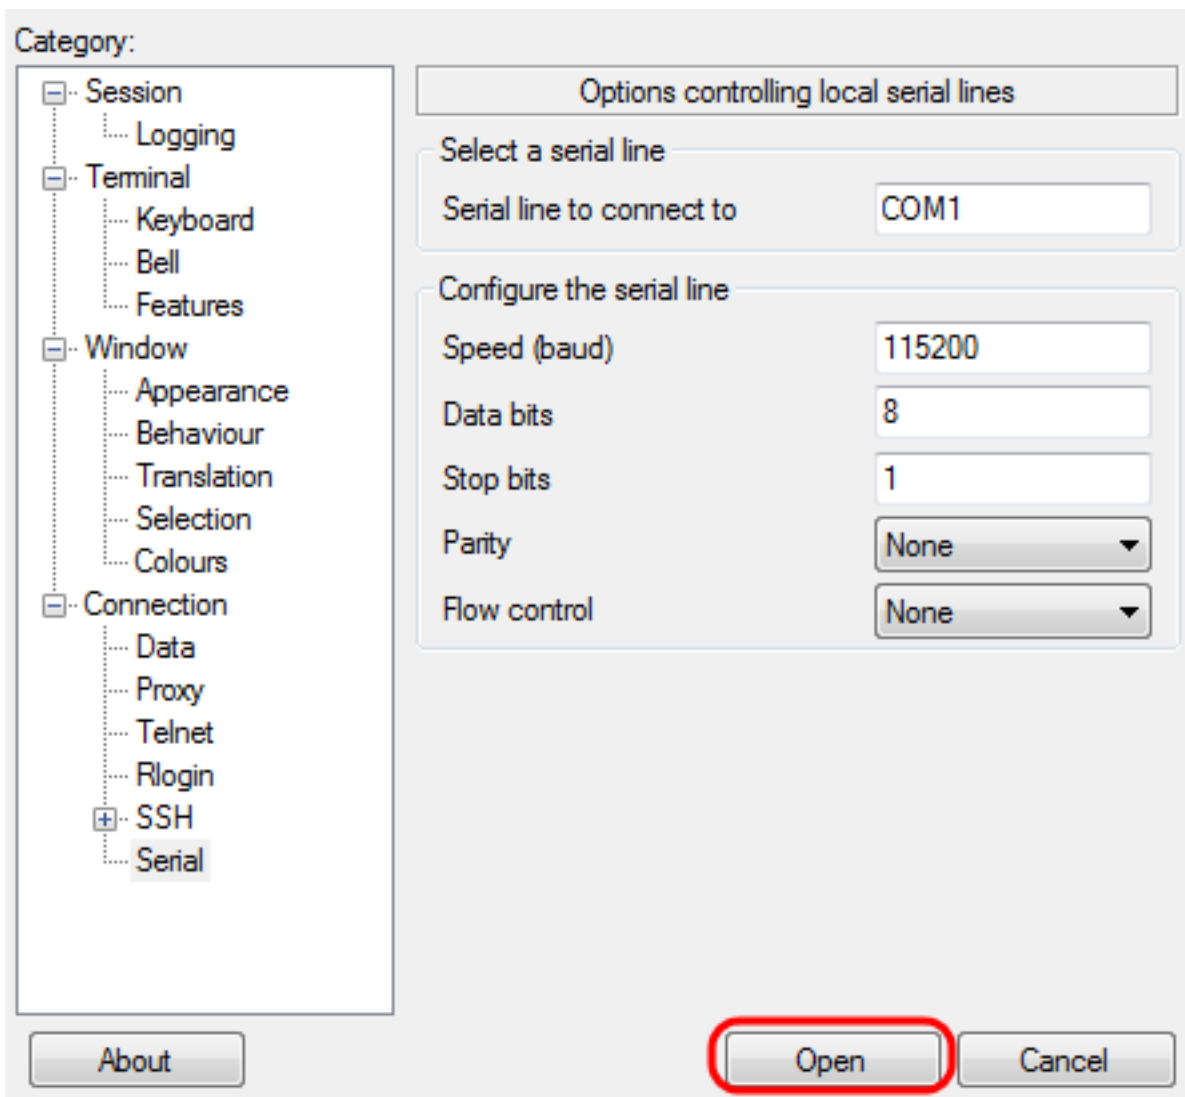 Category:
Session
Logging
Terminal
Keyboard
Bell
Features
Window
Appearance
Behaviour
Translation
Selection
Colours
Connection
Data
Proxy
Telnet
Rlogin
SSH
Serial
Options controlling local serial lines
Select a serial line
Serial line to connect to COM1
Configure the serial line
Speed (baud) 115200
Data bits 8
Stop bits 1
Parity None
Flow control None
About Open Cancel